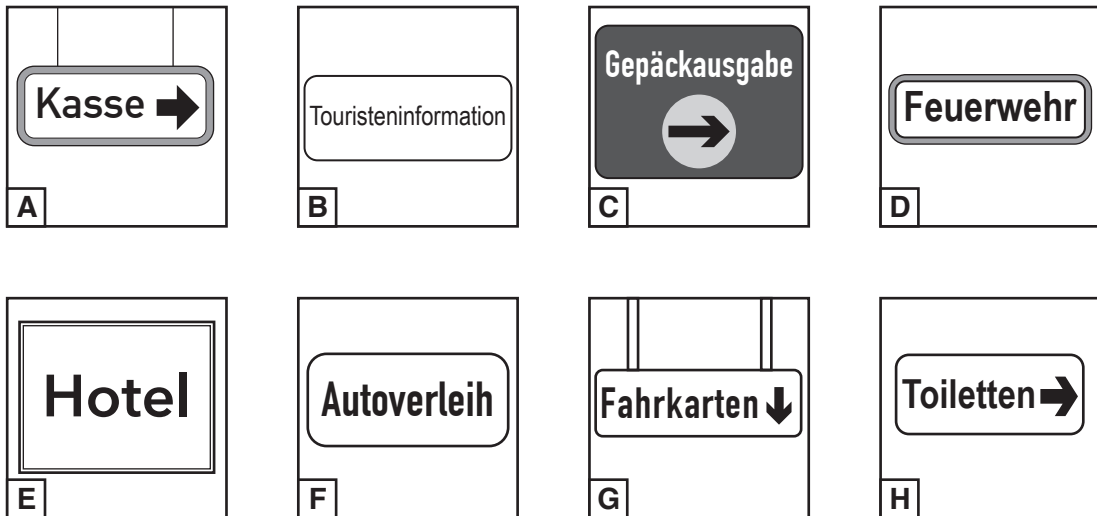 Kasse
A
Touristeninformation
B
Gepäckausgabe
C
Feuerwehr
D
Hotel
E
Autoverleih
F
Fahrkarten
G
Toiletten
H